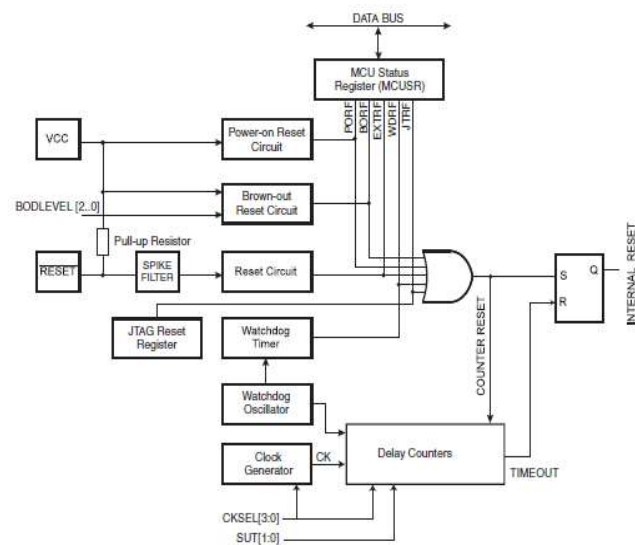 DATA BUS
MCU Status
Register (MCUSR)
PORF
BORF
EXTRF
WDRF
JTRF
VCC
Power-on Reset
Circuit
Brown-out
Reset Circuit
BODLEVEL [2..0]
Pull-up Resistor
RESET
SPIKE
FILTER
Reset Circuit
JTAG Reset
Register
Watchdog
Timer
Watchdog
Oscillator
Clock
Generator
CK
Delay Counters
COUNTER RESET
S
Q
R
INTERNAL RESET
TIMEOUT
CKSEL[3:0]
SUT[1:0]